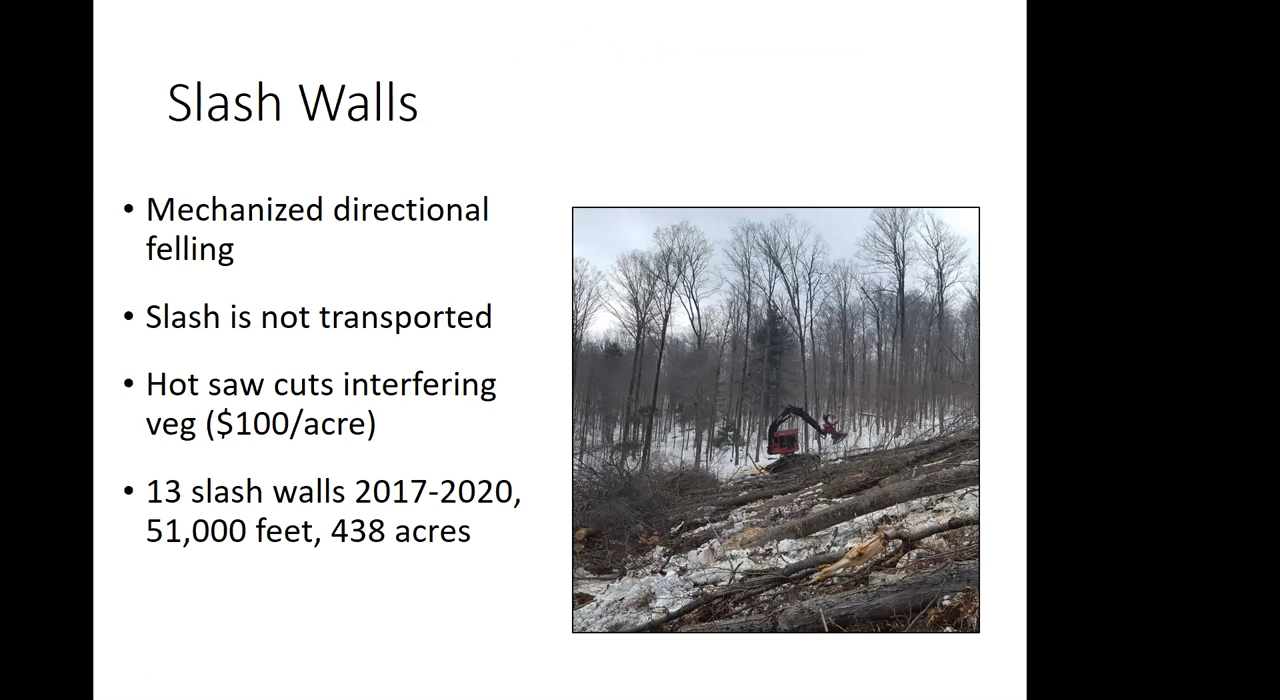 Slash Walls
• Mechanized directional
felling
• Slash is not transported
• Hot saw cuts interfering
veg ($100/acre)
• 13 slash walls 2017-2020,
51,000 feet, 438 acres